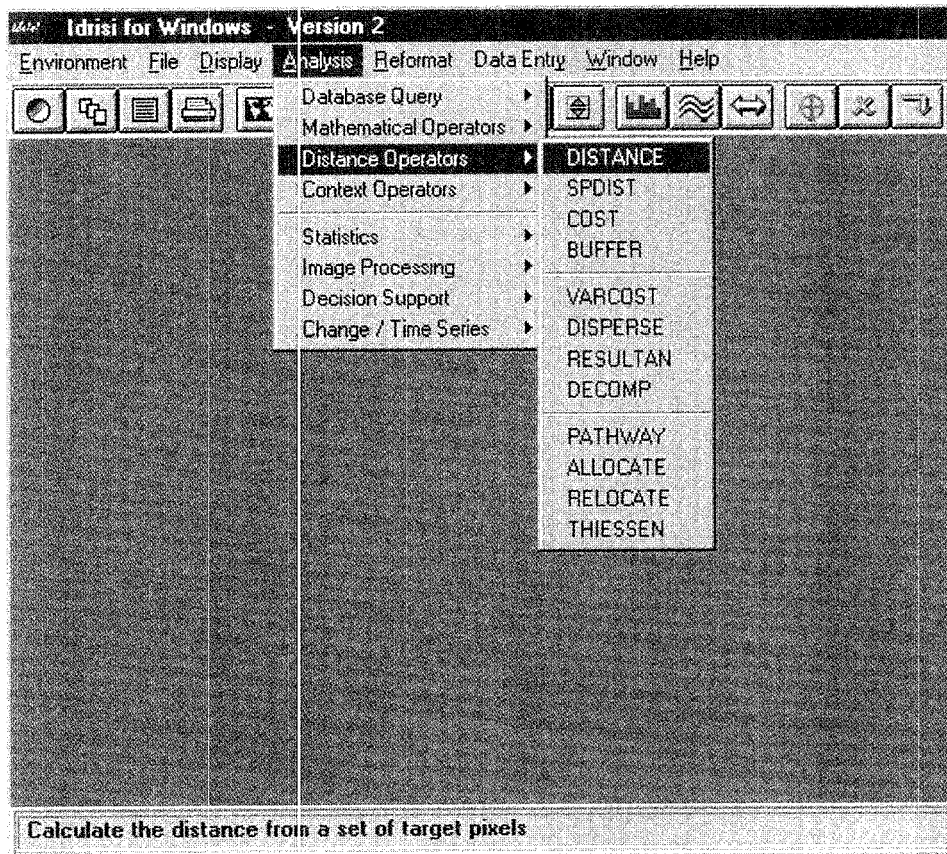 Idrisi for Windows - Version 2
Environment File Display Analysis Reformat Data Entry Window Help
Database Query
Mathematical Operators
Distance Operators
Context Operators
Statistics
Image Processing
Decision Support
Change / Time Series
DISTANCE
SPDIST
COST
BUFFER
VARCOST
DISPERSE
RESULTAN
DECOMP
PATHWAY
ALLOCATE
RELOCATE
THIESSEN
Calculate the distance from a set of target pixels